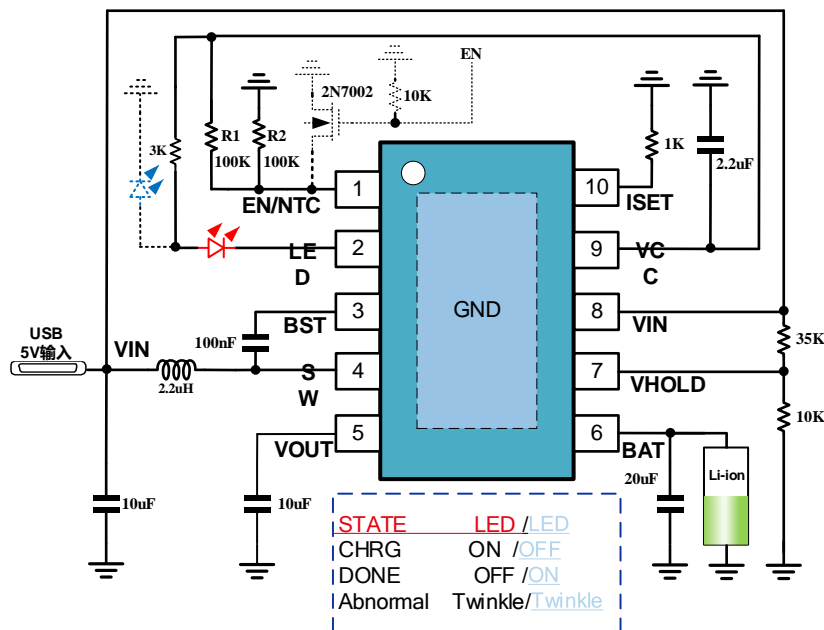 EN
2N7002
10K
R1
R2
3K
100K
100K
1K
2.2uF
1
EN/NTC
10
ISET
2
LE
D
9
VC
C
3
BST
100nF
GND
8
VIN
USB
5V输入
VIN
2.2uH
4
S
W
7
VHOLD
35K
10K
5
VOUT
6
BAT
10uF
10uF
20uF
Li-ion
STATE LED /LED
CHRG ON /OFF
DONE OFF /ON
Abnormal Twinkle/Twinkle